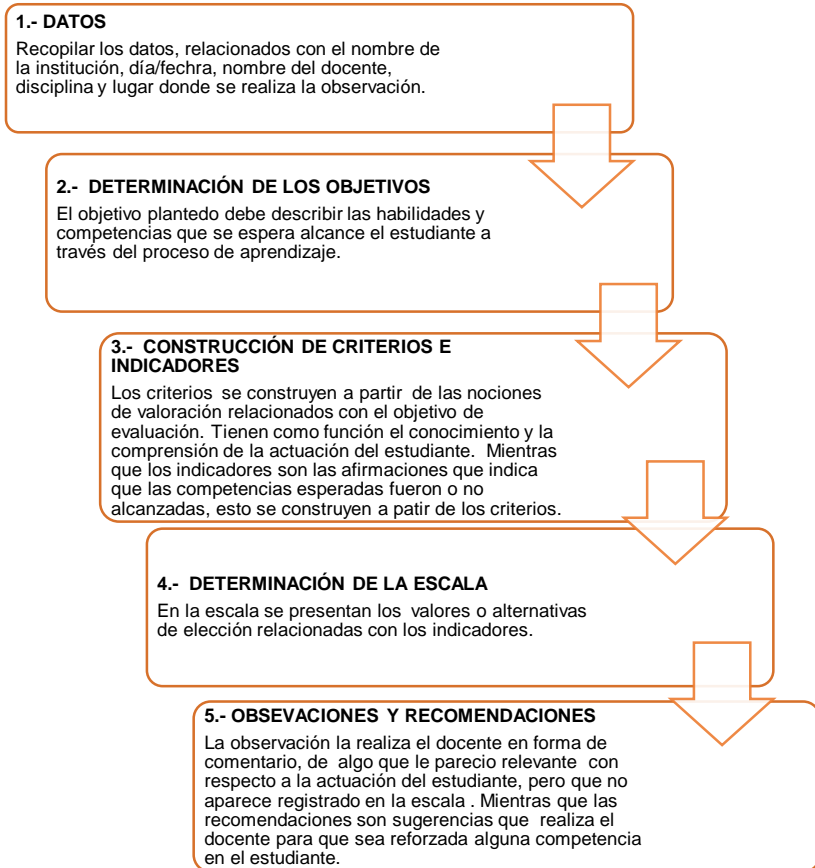 1.- DATOS
Recopilar los datos, relacionados con el nombre de
la institución, día/fechra, nombre del docente,
disciplina y lugar donde se realiza la observación.
2.- DETERMINACIÓN DE LOS OBJETIVOS
El objetivo plantedo debe describir las habilidades y
competencias que se espera alcance el estudiante a
través del proceso de aprendizaje.
3.- CONSTRUCCIÓN DE CRITERIOS E
INDICADORES
Los criterios se construyen a partir de las nociones
de valoración relacionados con el objetivo de
evaluación. Tienen como función el conocimiento y la
comprensión de la actuación del estudiante. Mientras
que los indicadores son las afirmaciones que indica
que las competencias esperadas fueron o no
alcanzadas, esto se construyen a patir de los criterios.
4.- DETERMINACIÓN DE LA ESCALA
En la escala se presentan los valores o alternativas
de elección relacionadas con los indicadores.
5.- OBSEVACIONES Y RECOMENDACIONES
La observación la realiza el docente en forma de
comentario, de algo que le parecio relevante con
respecto a la actuación del estudiante, pero que no
aparece registrado en la escala . Mientras que las
recomendaciones son sugerencias que realiza el
docente para que sea reforzada alguna competencia
en el estudiante.